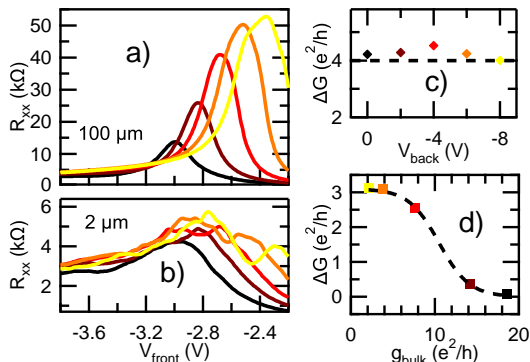 a)
100 μm
R_xx (kΩ)
50
40
30
20
10
0
2 μm
b)
R_xx (kΩ)
6
4
2
0
-3.6
-3.0
-2.8
-2.4
V_front (V)
c)
ΔG (e²/h)
4
2
0
-4
-8
V_back (V)
d)
ΔG (e²/h)
3
2
1
0
0
10
20
g_bulk (e²/h)